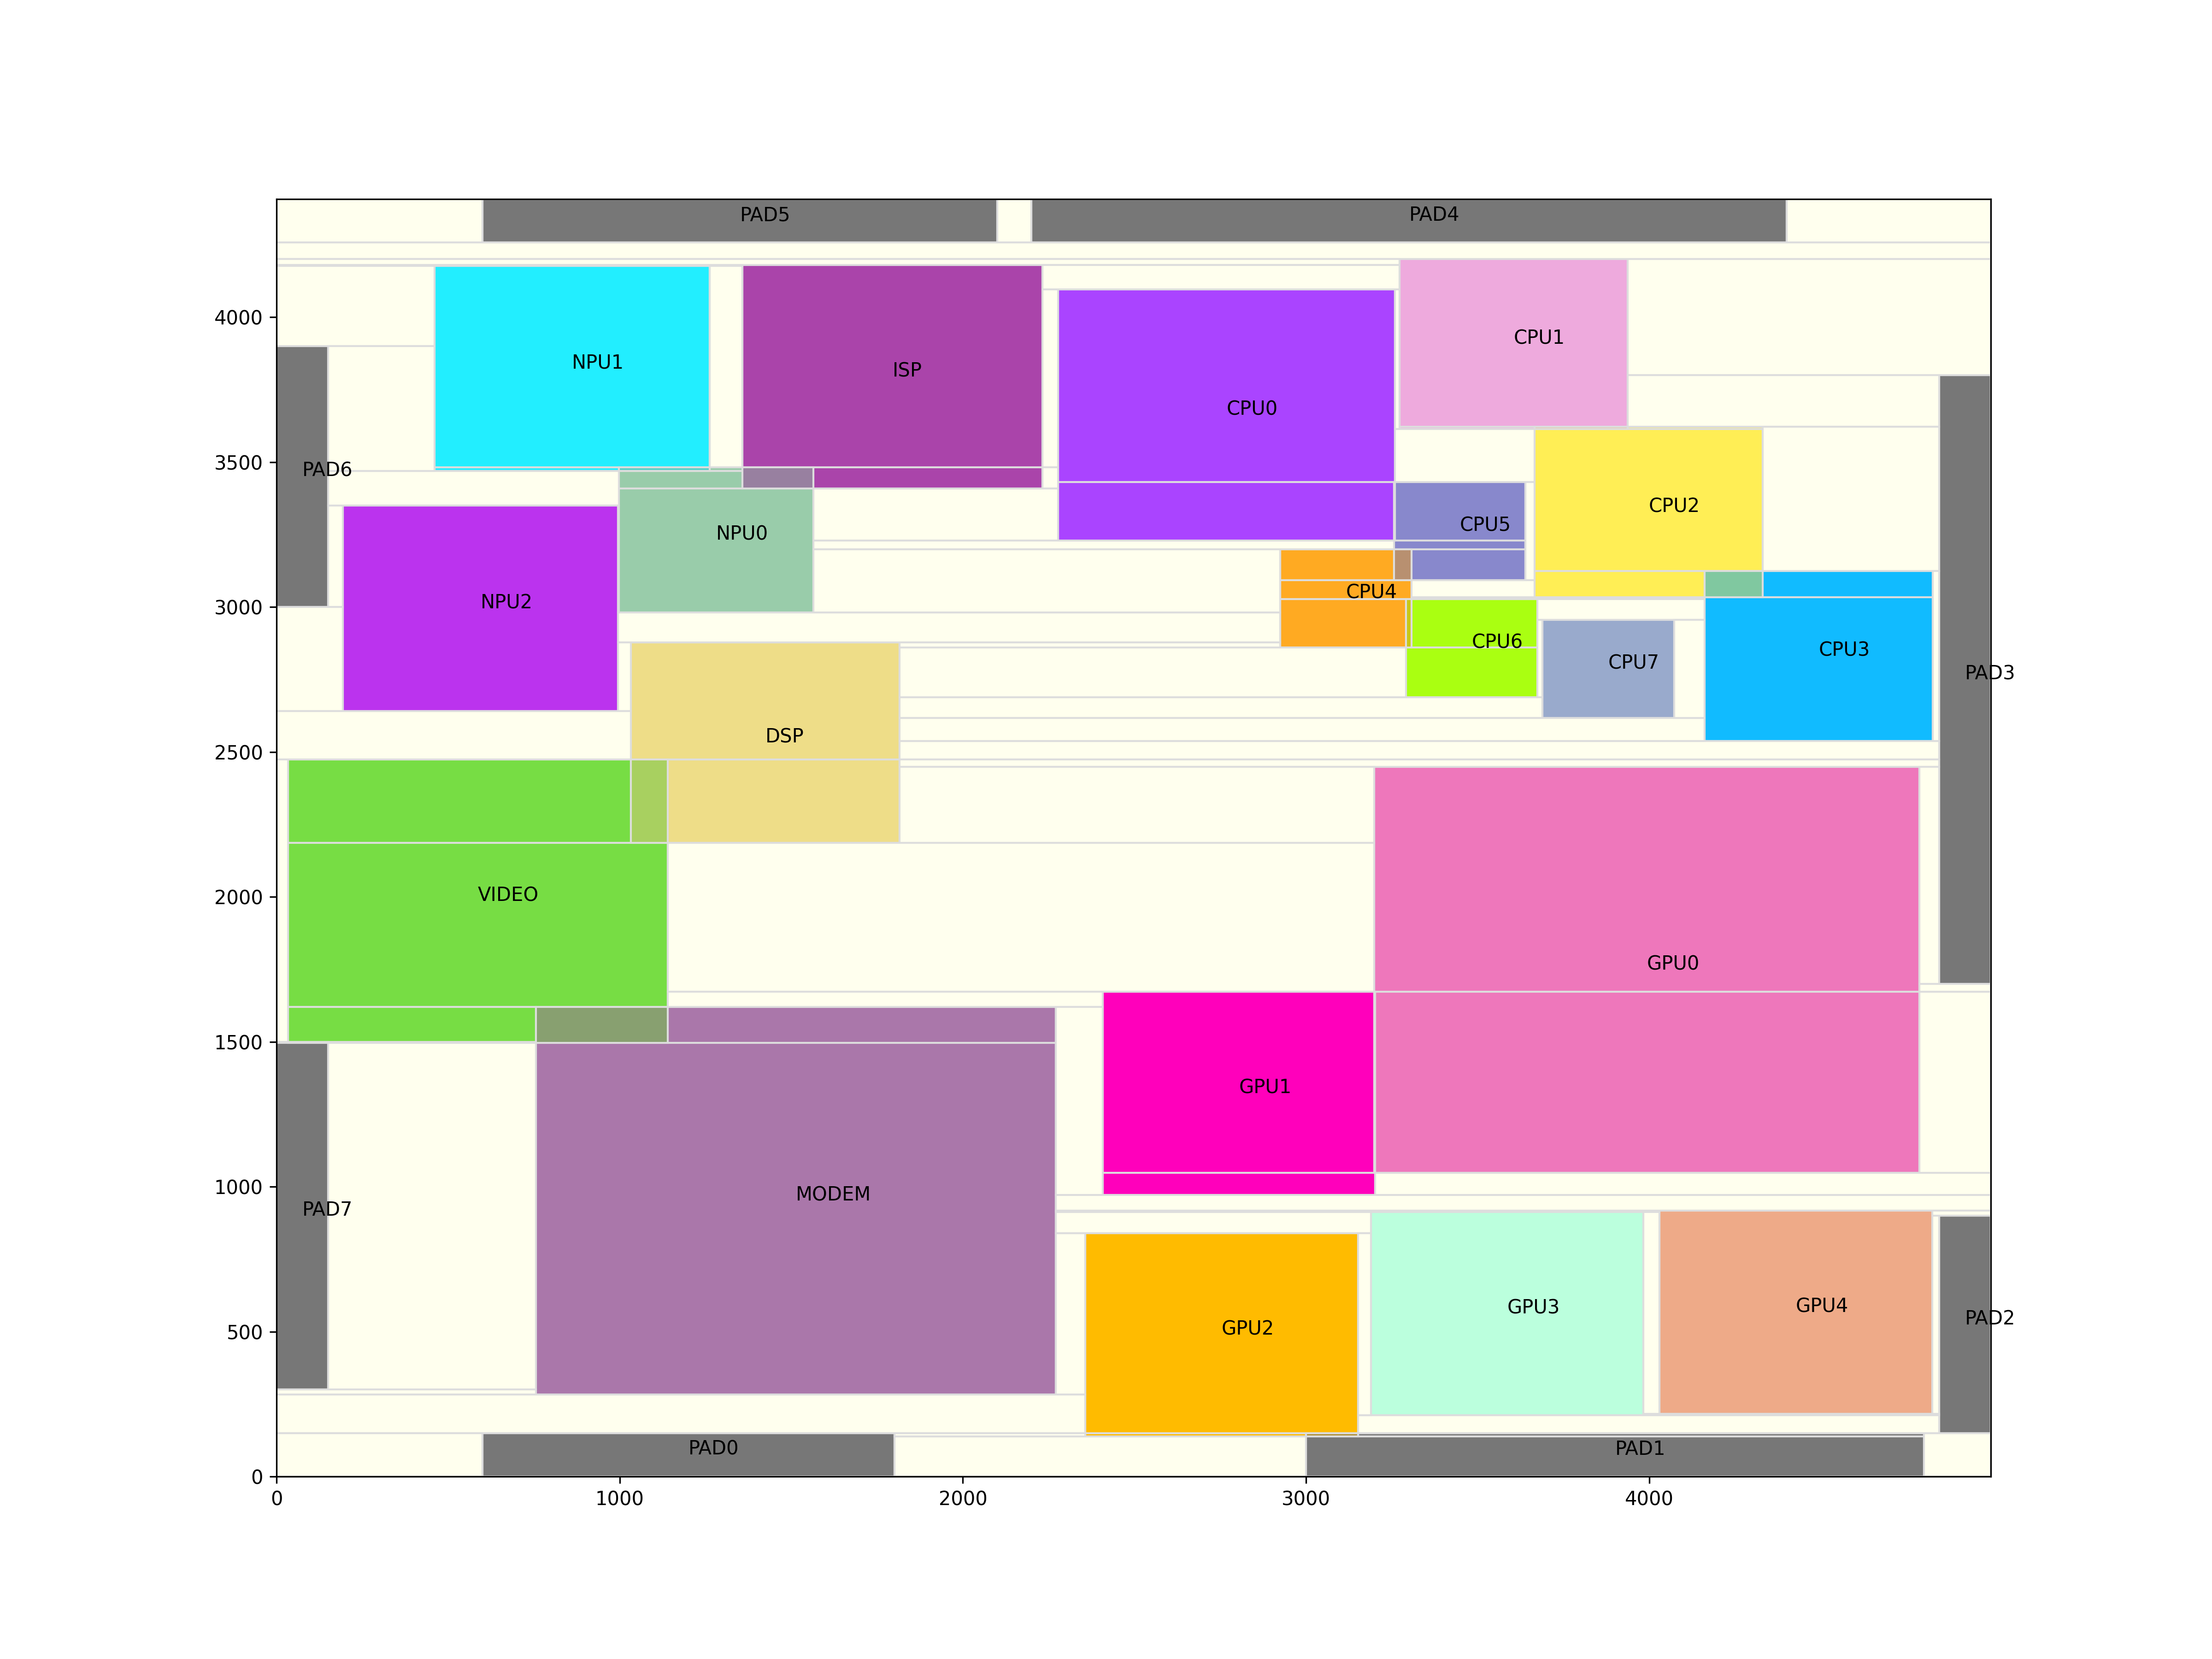 PAD5
PAD4
4000
CPU1
NPU1
ISP
CPU0
3500
PAD6
CPU2
CPU5
NPU0
CPU4
3000
NPU2
CPU6
CPU3
CPU7
PAD3
DSP
2500
VIDEO
2000
GPU0
1500
GPU1
MODEM
1000
PAD7
GPU4
GPU3
PAD2
GPU2
500
PAD0
PAD1
0
0
1000
2000
3000
4000